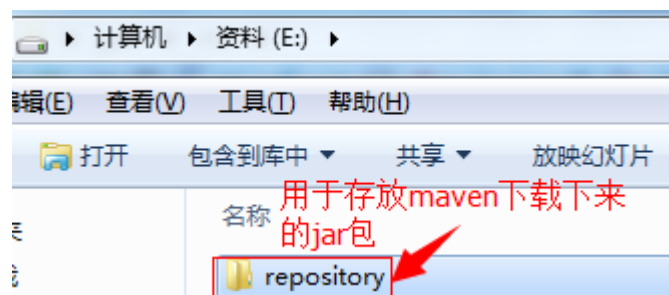 计算机 资料 (E:)
编辑(E) 查看(V) 工具(T) 帮助(H)
打开 包含到库中 共享 放映幻灯片
用于存放maven下载下来
名称
的jar包
repository